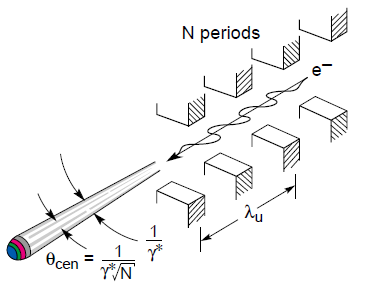 N periods
e⁻
λu
1
γ*
θcen = 1
γ*√N